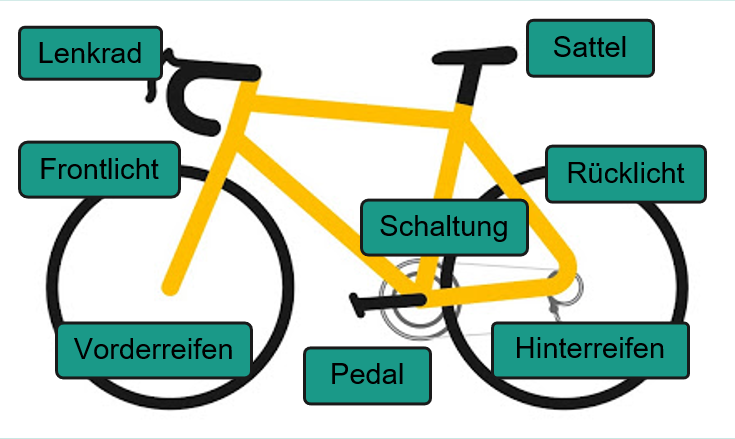 Lenkrad
Sattel
Frontlicht
Rücklicht
Schaltung
Vorderreifen
Hinterreifen
Pedal